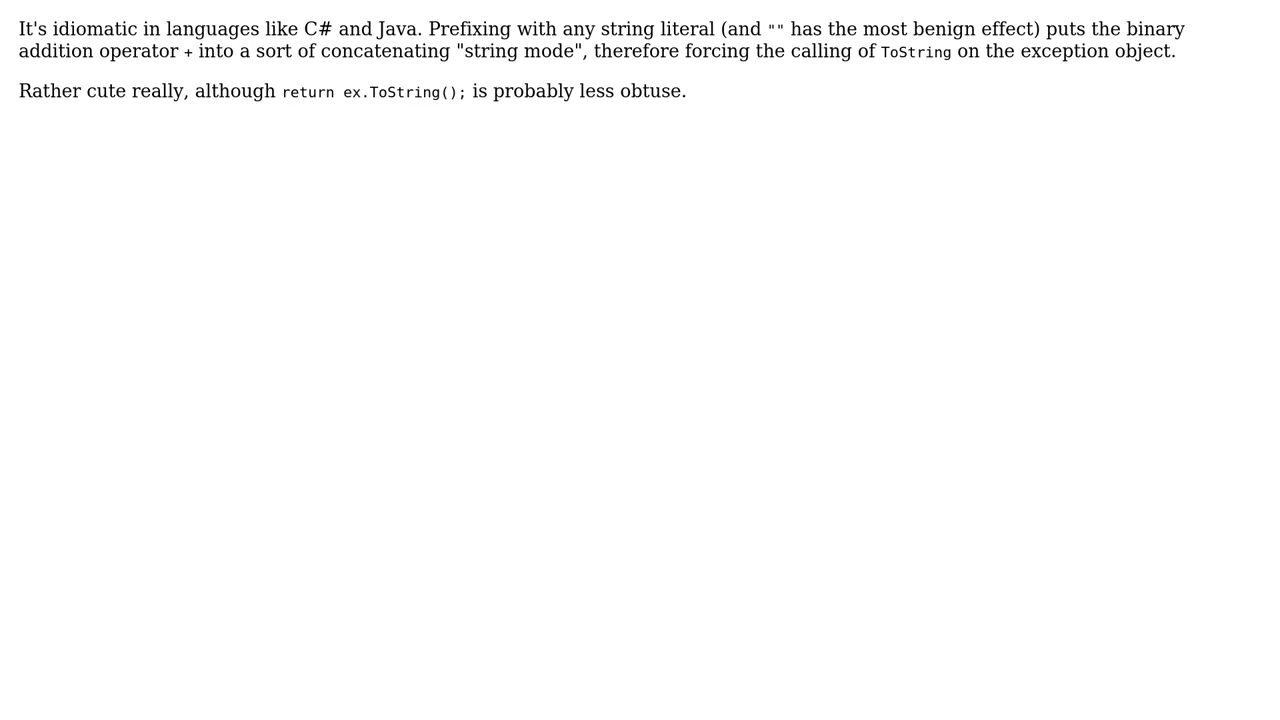 It's idiomatic in languages like C# and Java. Prefixing with any string literal (and "" has the most benign effect) puts the binary
addition operator + into a sort of concatenating "string mode", therefore forcing the calling of ToString on the exception object.
Rather cute really, although return ex.ToString(); is probably less obtuse.